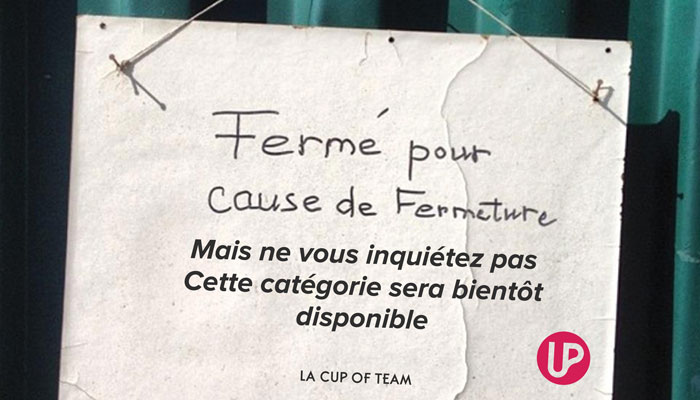 Fermé pour
cause de Fermeture
Mais ne vous inquiétez pas
Cette catégorie sera bientôt
disponible
UP
LA CUP OF TEAM